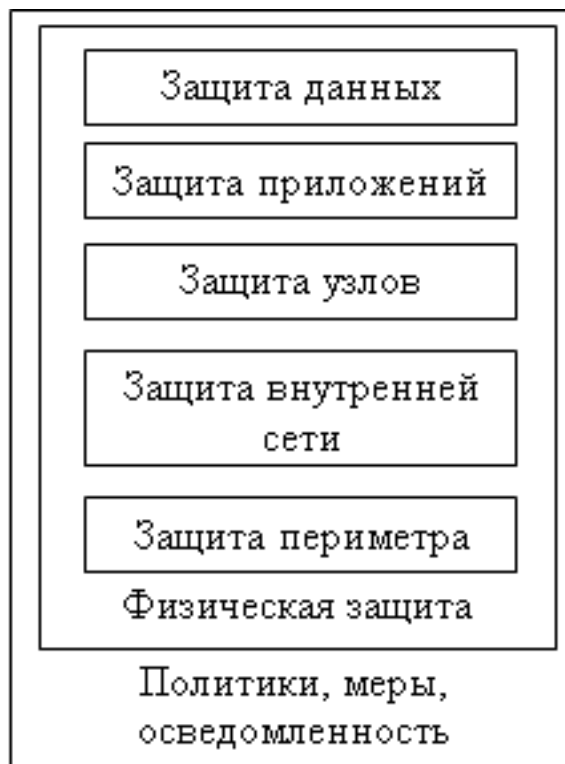 Защита данных
Защита приложений
Защита узлов
Защита внутренней
сети
Защита периметра
Физическая защита
Политики, меры,
осведомленность